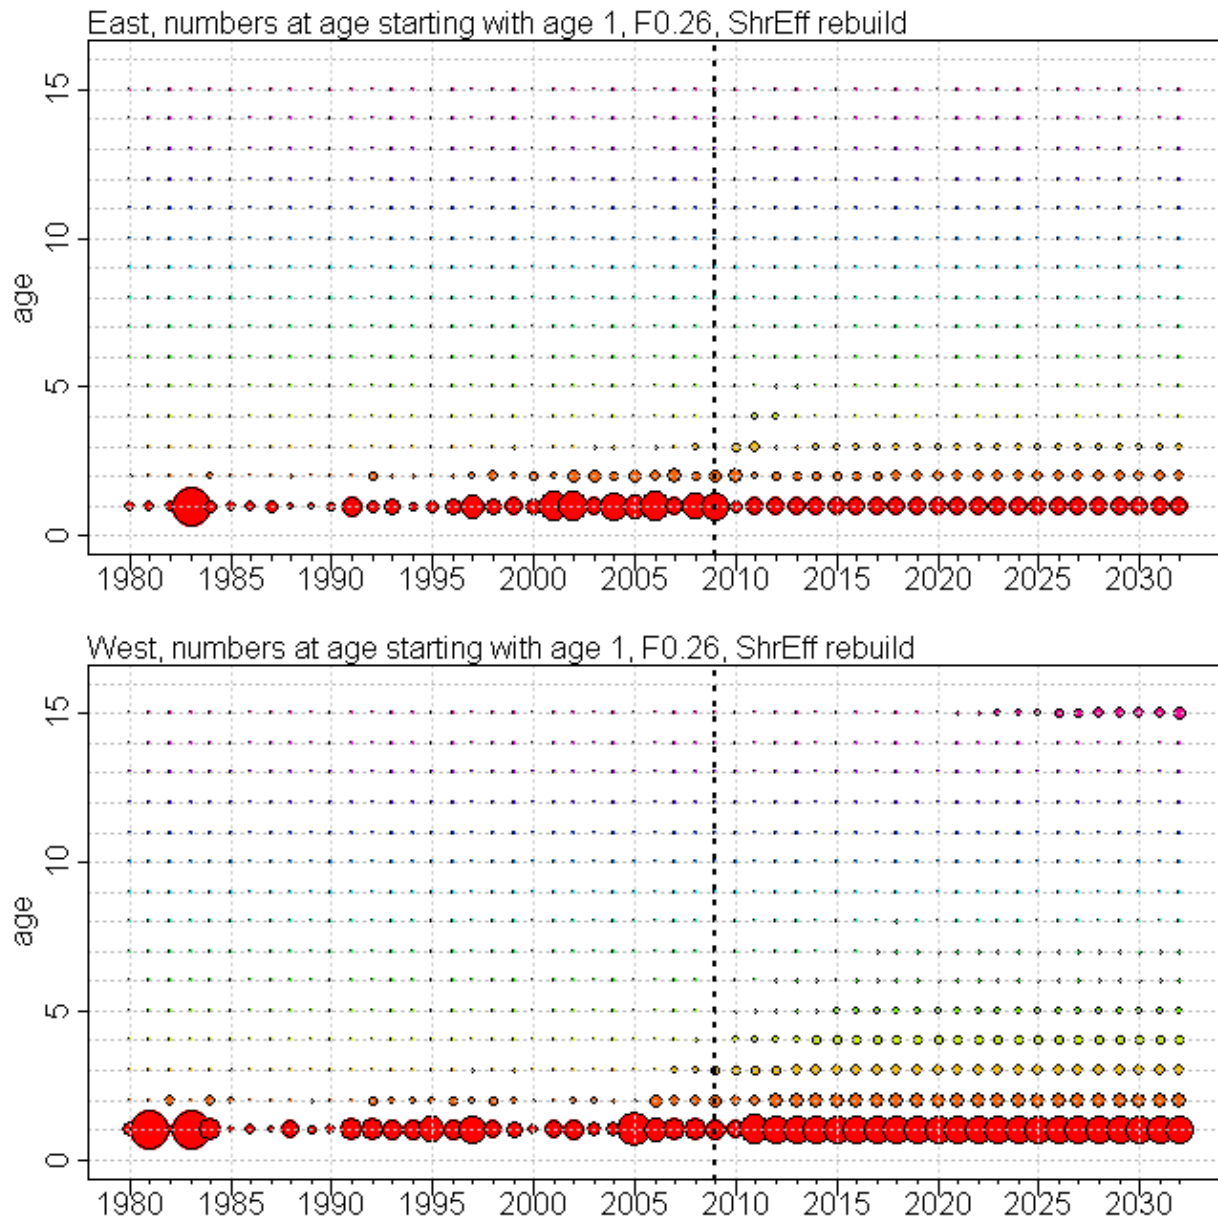 East, numbers at age starting with age 1, F0.26, ShrEff rebuild
15
10
age
5
0
1980 1985 1990 1995 2000 2005 2010 2015 2020 2025 2030
West, numbers at age starting with age 1, F0.26, ShrEff rebuild
15
10
age
5
0
1980 1985 1990 1995 2000 2005 2010 2015 2020 2025 2030